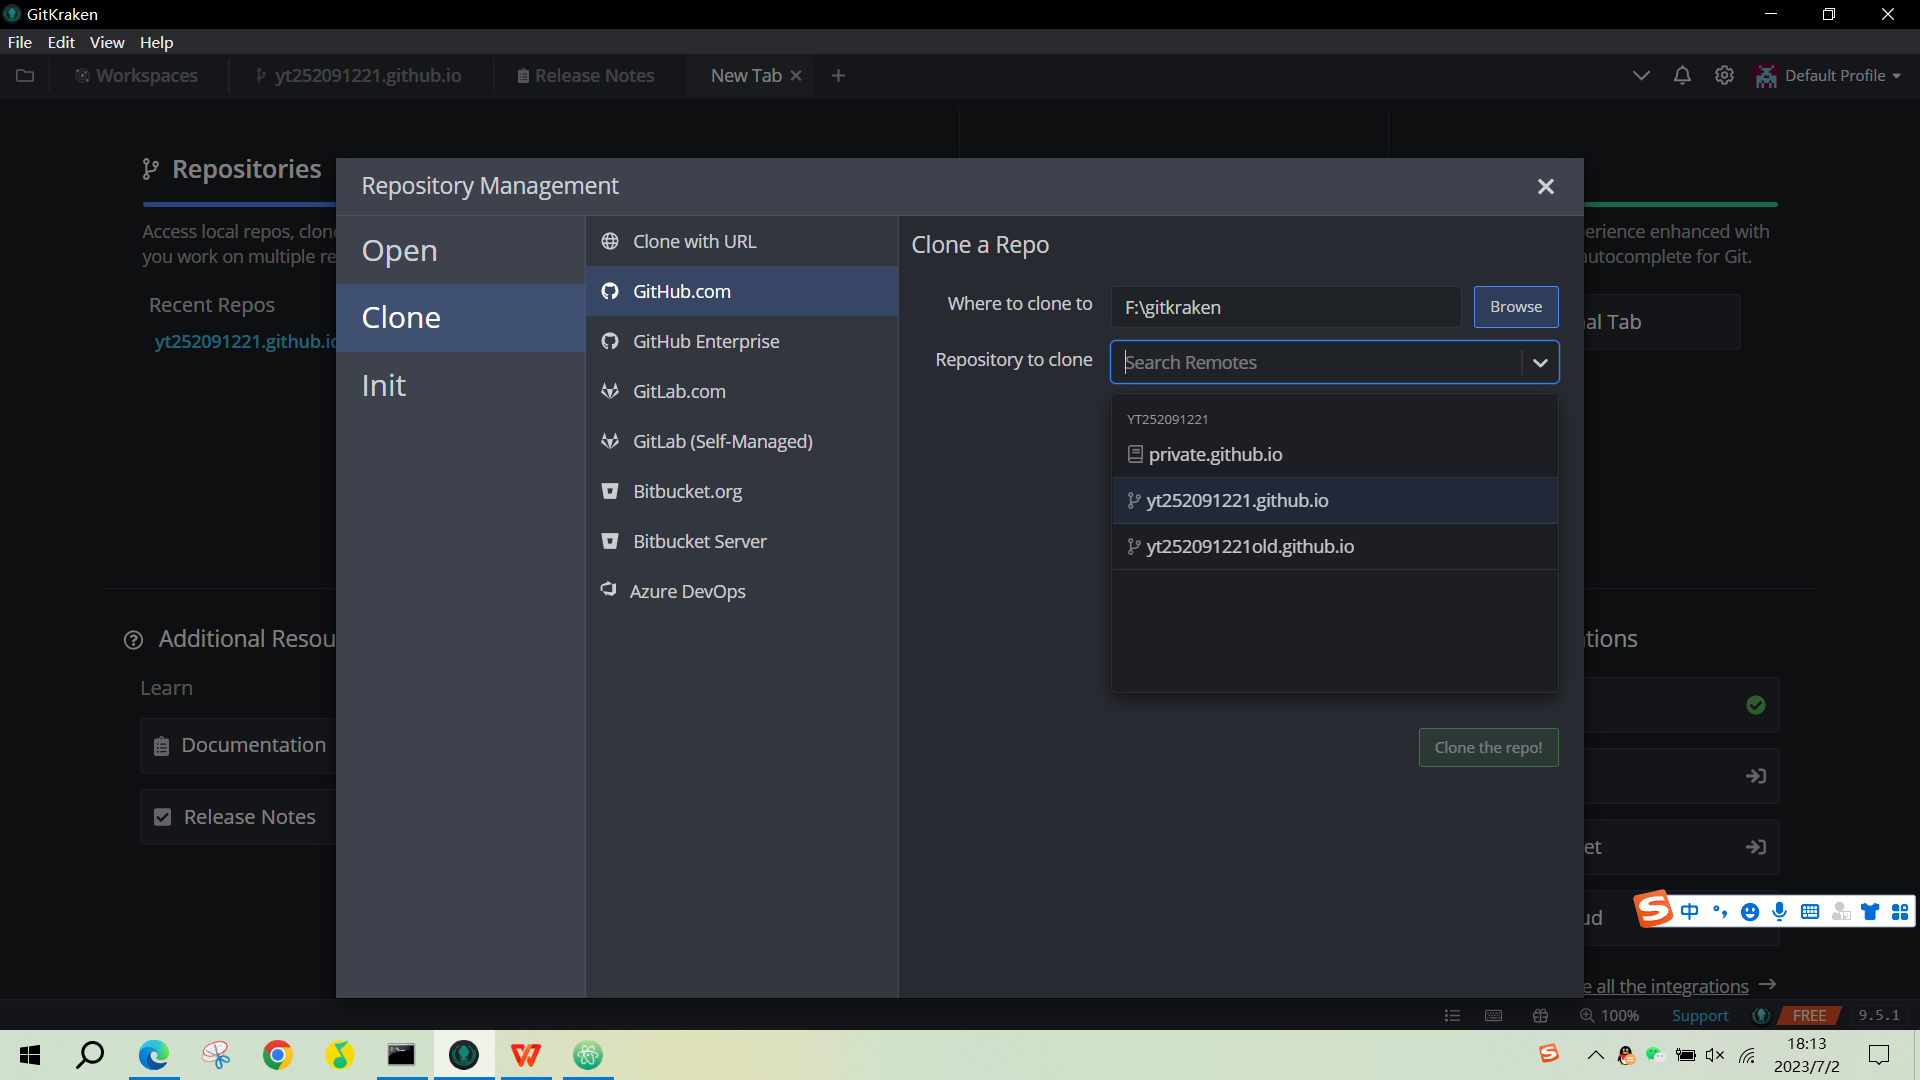 GitKraken
File Edit View Help
Workspaces
yt252091221.github.io
Release Notes
New Tab
Default Profile
Repositories
Access local repos, clon
you work on multiple re
Recent Repos
yt252091221.github.io
Repository Management
Open
Clone
Init
Clone with URL
GitHub.com
GitHub Enterprise
GitLab.com
GitLab (Self-Managed)
Bitbucket.org
Bitbucket Server
Azure DevOps
Clone a Repo
Where to clone to
F:\gitkraken
Browse
Repository to clone
Search Remotes
YT252091221
private.github.io
yt252091221.github.io
yt252091221old.github.io
Clone the repo!
erience enhanced with
autocomplete for Git.
al Tab
Additional Resou
Learn
Documentation
Release Notes
tions
et
ud
e all the integrations
中
100%
Support
FREE
9.5.1
18:13
2023/7/2